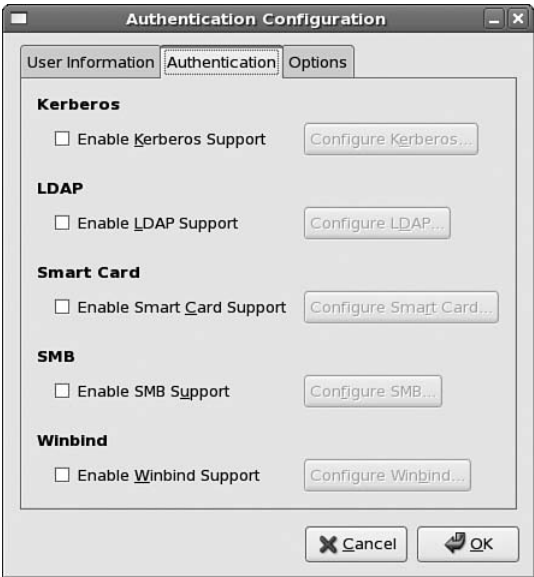 Authentication Configuration
User Information Authentication Options
Kerberos
Enable Kerberos Support Configure Kerberos...
LDAP
Enable LDAP Support Configure LDAP...
Smart Card
Enable Smart Card Support Configure Smart Card...
SMB
Enable SMB Support Configure SMB...
Winbind
Enable Winbind Support Configure Winbind...
Cancel OK